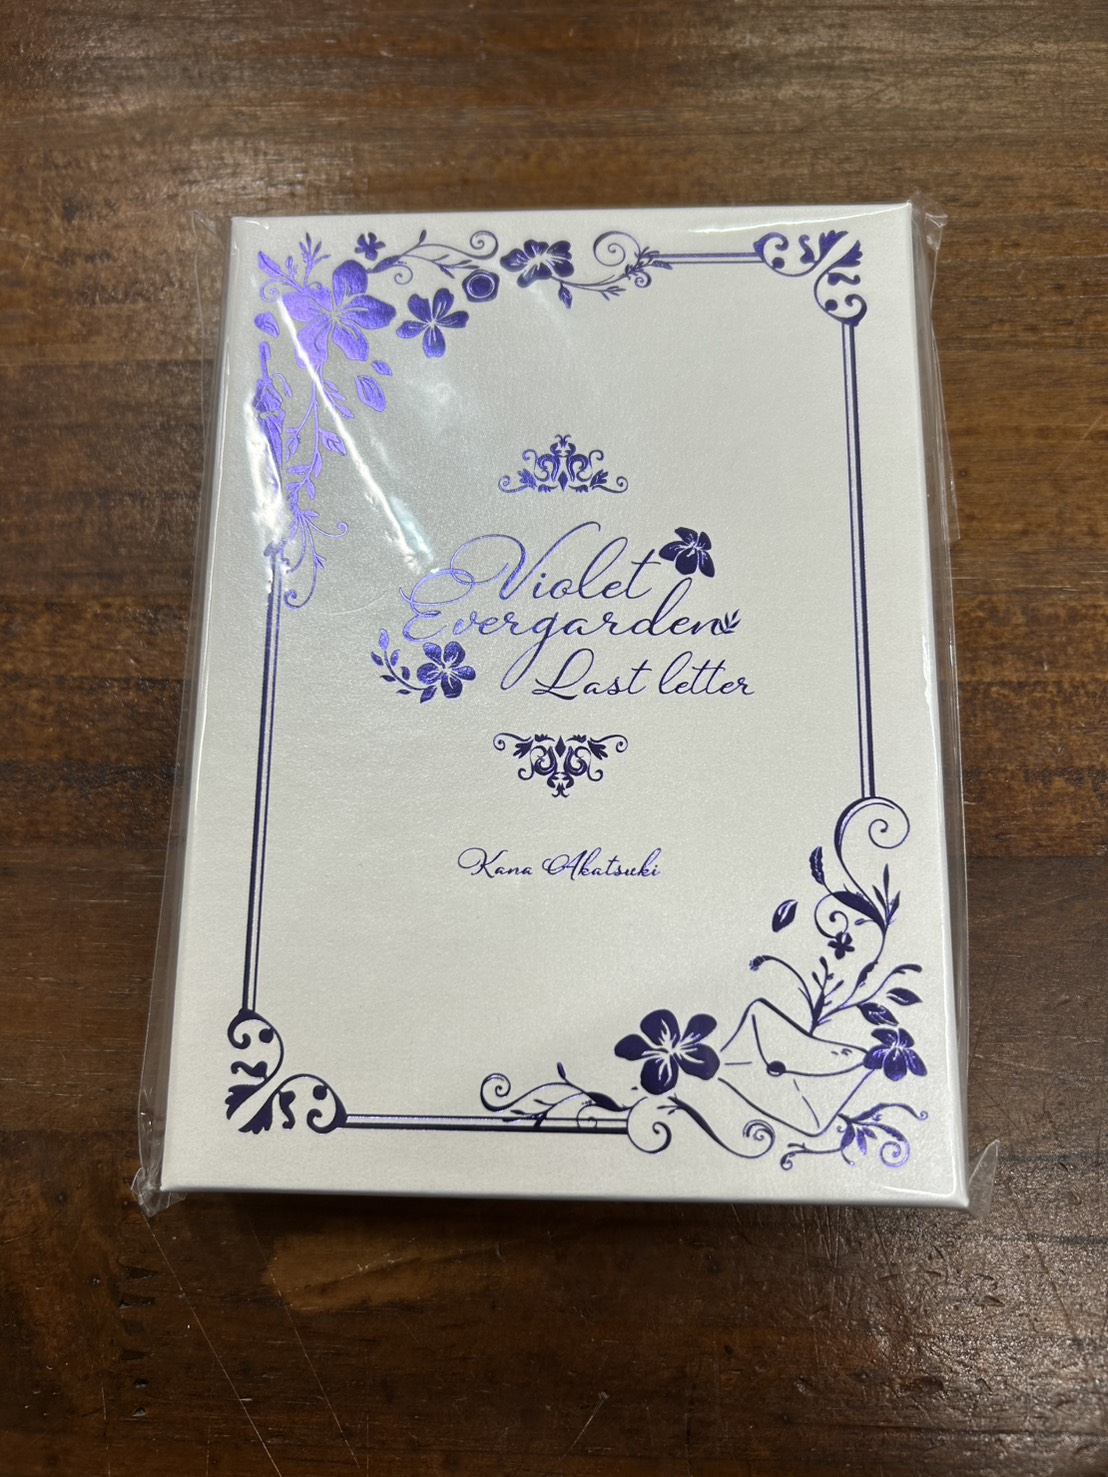 Violet
Evergarden
Last letter
Kana Akatsuki